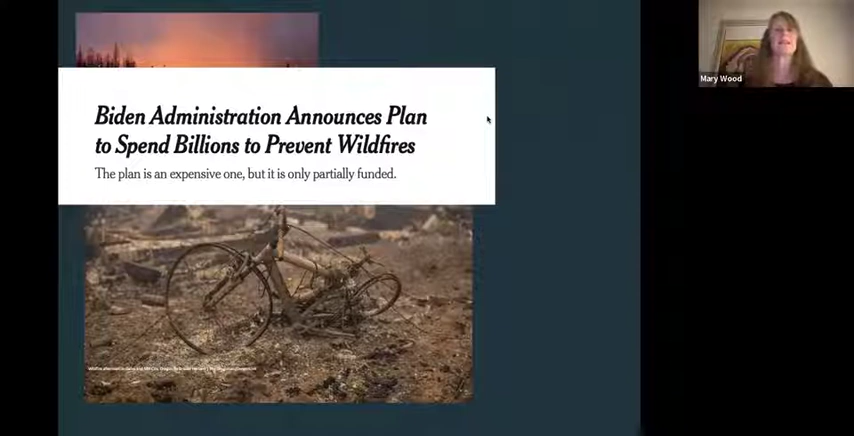 Biden Administration Announces Plan
to Spend Billions to Prevent Wildfires
The plan is an expensive one, but it is only partially funded.
Mary Wood